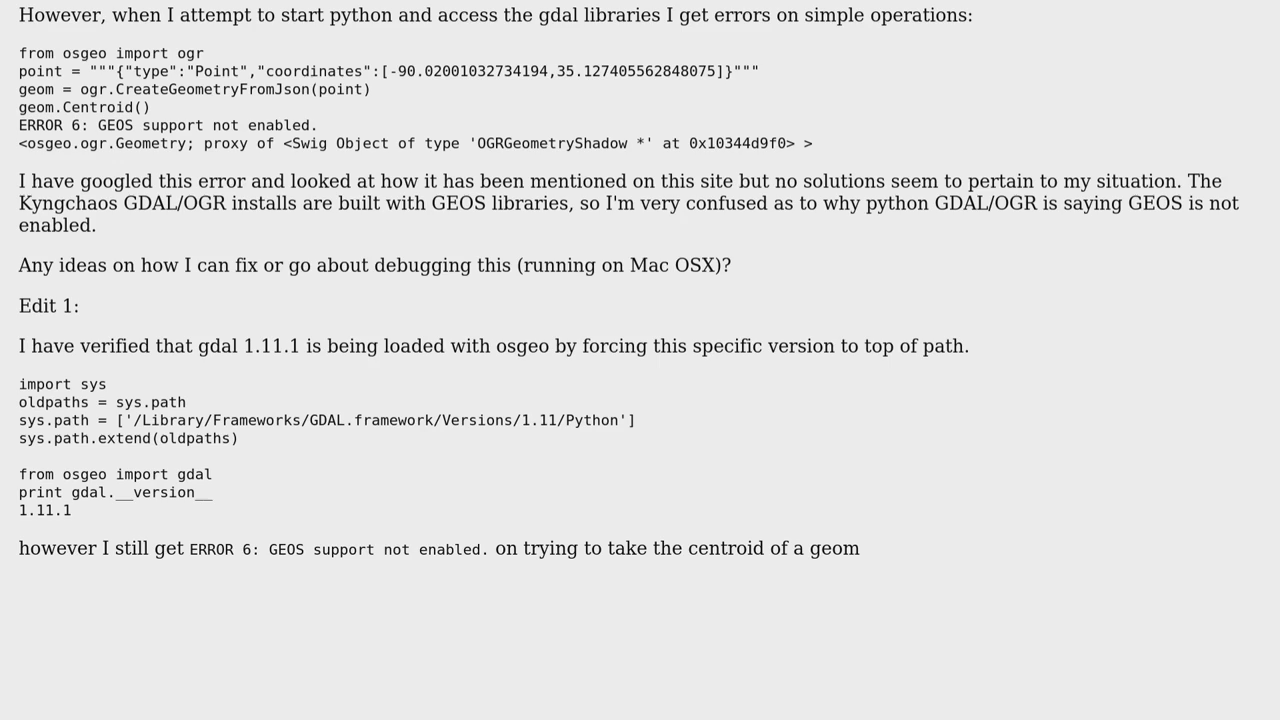 However, when I attempt to start python and access the gdal libraries I get errors on simple operations:
from osgeo import ogr
point = """{"type":"Point","coordinates":[-90.02001032734194,35.127405562848075]}"""
geom = ogr.CreateGeometryFromJson(point)
geom.Centroid()
ERROR 6: GEOS support not enabled.
<osgeo.ogr.Geometry; proxy of <Swig Object of type 'OGRGeometryShadow *' at 0x10344d9f0> >
I have googled this error and looked at how it has been mentioned on this site but no solutions seem to pertain to my situation. The
Kyngchaos GDAL/OGR installs are built with GEOS libraries, so I'm very confused as to why python GDAL/OGR is saying GEOS is not
enabled.
Any ideas on how I can fix or go about debugging this (running on Mac OSX)?
Edit 1:
I have verified that gdal 1.11.1 is being loaded with osgeo by forcing this specific version to top of path.
import sys
oldpaths = sys.path
sys.path = ['/Library/Frameworks/GDAL.framework/Versions/1.11/Python']
sys.path.extend(oldpaths)
from osgeo import gdal
print gdal.__version__
1.11.1
however I still get ERROR 6: GEOS support not enabled. on trying to take the centroid of a geom